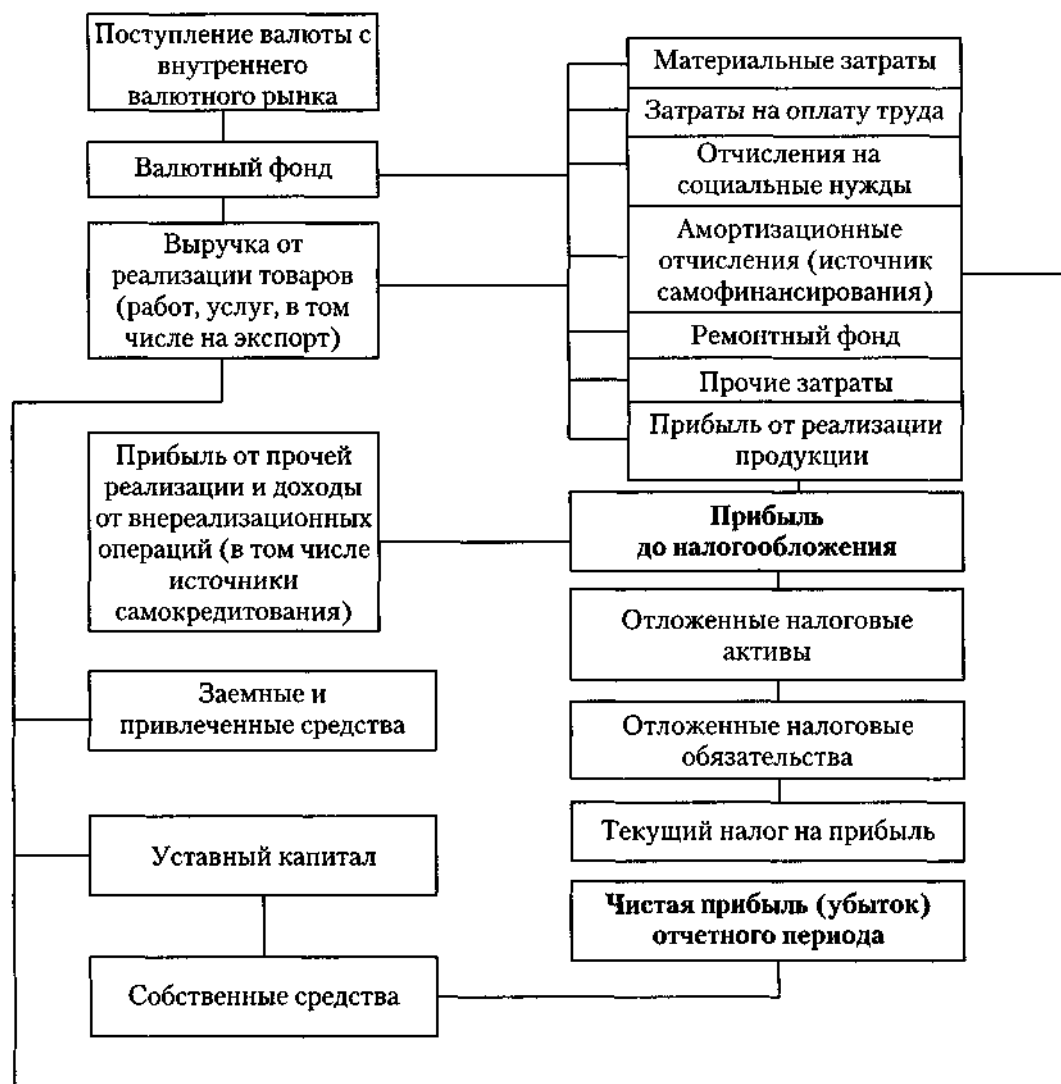 Поступление валюты с
внутреннего
валютного рынка
Валютный фонд
Выручка от
реализации товаров
(работ, услуг, в том
числе на экспорт)
Прибыль от прочей
реализации и доходы
от внереализационных
операций (в том числе
источники
самокредитования)
Заемные и
привлеченные средства
Уставный капитал
Собственные средства
Материальные затраты
Затраты на оплату труда
Отчисления на
социальные нужды
Амортизационные
отчисления (источник
самофинансирования)
Ремонтный фонд
Прочие затраты
Прибыль от реализации
продукции
Прибыль
до налогообложения
Отложенные налоговые
активы
Отложенные налоговые
обязательства
Текущий налог на прибыль
Чистая прибыль (убыток)
отчетного периода